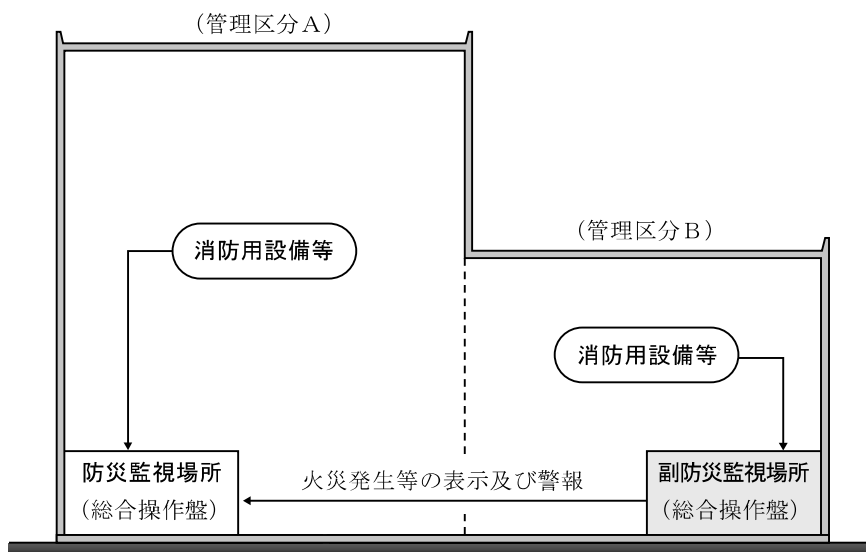 （管理区分Ａ）
（管理区分Ｂ）
消防用設備等
消防用設備等
防災監視場所
（総合操作盤）
火災発生等の表示及び警報
副防災監視場所
（総合操作盤）